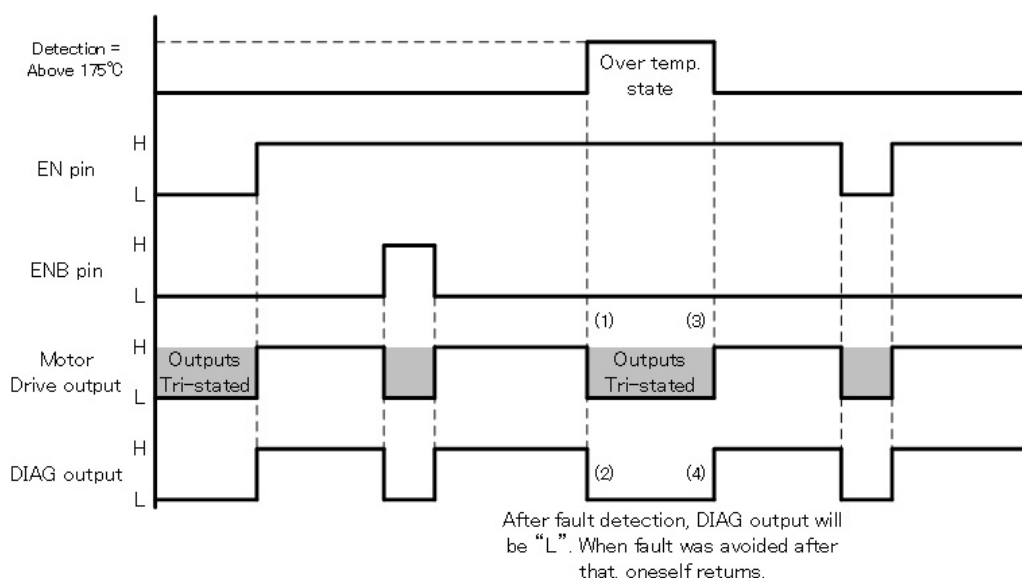 Detection =
Above 175℃
Over temp.
state
H
EN pin
L
H
ENB pin
L
(1) (3)
H
Motor
Drive output
Outputs
Tri-stated
Outputs
Tri-stated
L
H
DIAG output
(2) (4)
L
After fault detection, DIAG output will
be “L”. When fault was avoided after
that, oneself returns.